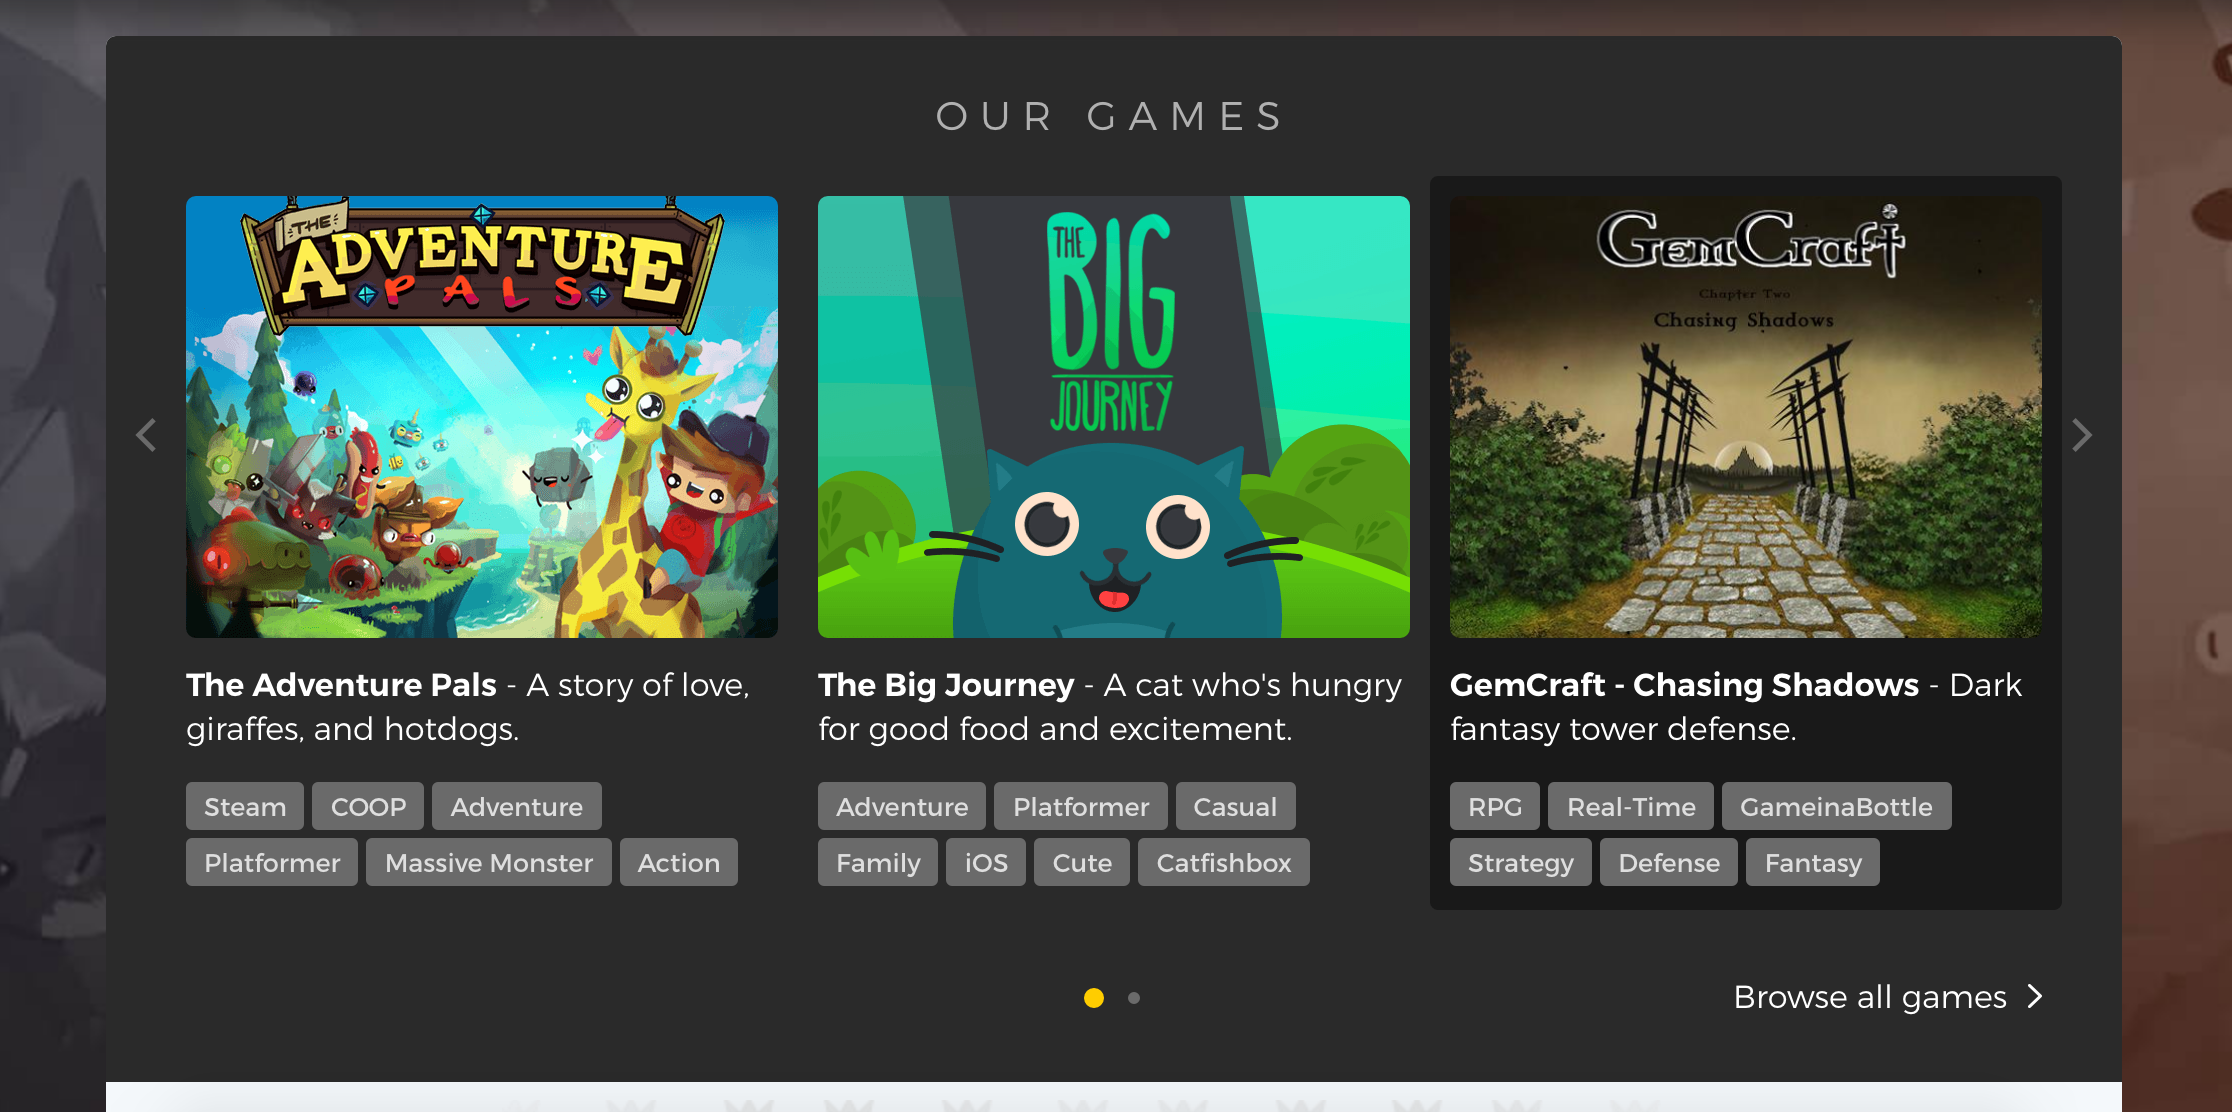 OUR GAMES
THE
ADVENTURE
PALS
THE
BIG
JOURNEY
GemCraft
Chapter Two
Chasing Shadows
The Adventure Pals - A story of love,
giraffes, and hotdogs.
Steam COOP Adventure
Platformer Massive Monster Action
The Big Journey - A cat who's hungry
for good food and excitement.
Adventure Platformer Casual
Family iOS Cute Catfishbox
GemCraft - Chasing Shadows - Dark
fantasy tower defense.
RPG Real-Time GameinaBottle
Strategy Defense Fantasy
Browse all games